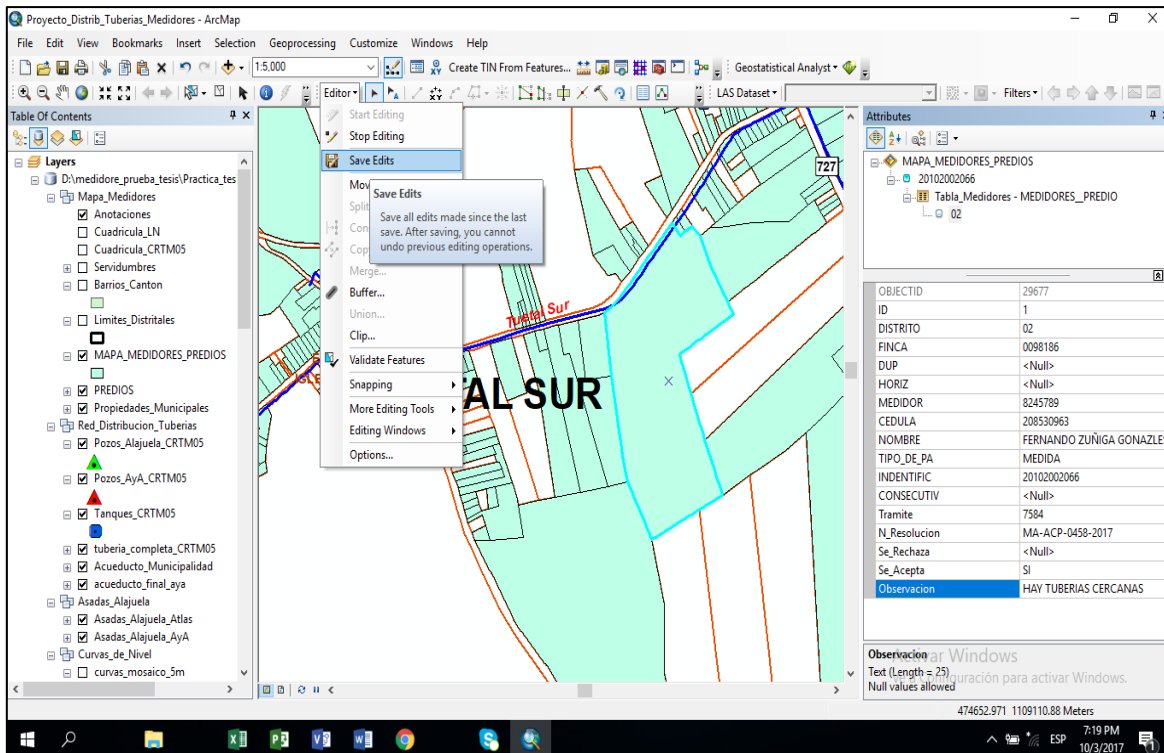 Proyecto_Distrib_Tuberias_Medidores - ArcMap
File Edit View Bookmarks Insert Selection Geoprocessing Customize Windows Help
1:5,000 Create TIN From Features... Geostatistical Analyst
Editor LAS Dataset Filters
Table Of Contents
Layers
D:\medidore_prueba_tesis\Practica_tes
Mapa_Medidores
Anotaciones
Cuadricula_LN
Cuadricula_CRTM05
Servidumbres
Barrios_Canton
Limites_Distritales
MAPA_MEDIDORES_PREDIOS
PREDIOS
Propiedades_Municipales
Red_Distribucion_Tuberias
Pozos_Alajuela_CRTM05
Pozos_AyA_CRTM05
Tanques_CRTM05
tuberia_completa_CRTM05
Acueducto_Municipalidad
acueducto_final_aya
Asadas_Alajuela
Asadas_Alajuela_Atlas
Asadas_Alajuela_AyA
Curvas_de_Nivel
curvas_mosaico_5m
Start Editing
Stop Editing
Save Edits
Mov
Split
Con
Cop
Merge...
Buffer...
Union...
Clip...
Validate Features
Snapping
More Editing Tools
Editing Windows
Options...
Save Edits
Save all edits made since the last
save. After saving, you cannot
undo previous editing operations.
727
Tuetal Sur
TAL SUR
Attributes
MAPA_MEDIDORES_PREDIOS
20102002066
Tabla_Medidores - MEDIDORES__PREDIO
02
OBJECTID 29677
ID 1
DISTRITO 02
FINCA 0098186
DUP <Null>
HORIZ <Null>
MEDIDOR 8245789
CEDULA 208530963
NOMBRE FERNANDO ZUÑIGA GONAZLES
TIPO_DE_PA MEDIDA
INDENTIFIC 20102002066
CONSECUTIV <Null>
Tramite 7584
N_Resolucion MA-ACP-0458-2017
Se_Rechaza <Null>
Se_Acepta SI
Observacion HAY TUBERIAS CERCANAS
Observacion
Text (Length = 25)
Null values allowed
Activar Windows
Ve a Configuración para activar Windows.
474652.971 1109110.88 Meters
ESP
7:19 PM
10/3/2017